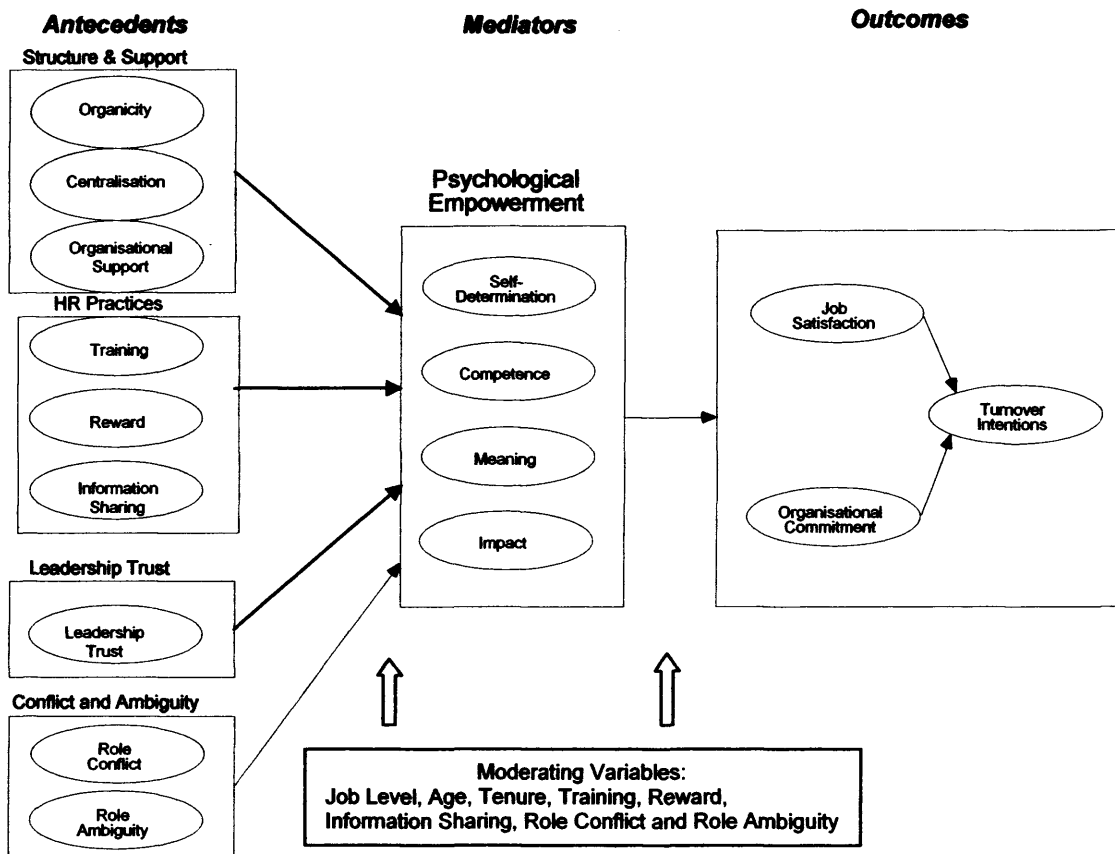 Antecedents
Mediators
Outcomes
Structure & Support
Organicity
Centralisation
Organisational
Support
HR Practices
Training
Reward
Information
Sharing
Leadership Trust
Leadership
Trust
Conflict and Ambiguity
Role
Conflict
Role
Ambiguity
Psychological
Empowerment
Self-
Determination
Competence
Meaning
Impact
Job
Satisfaction
Turnover
Intentions
Organisational
Commitment
Moderating Variables:
Job Level, Age, Tenure, Training, Reward,
Information Sharing, Role Conflict and Role Ambiguity